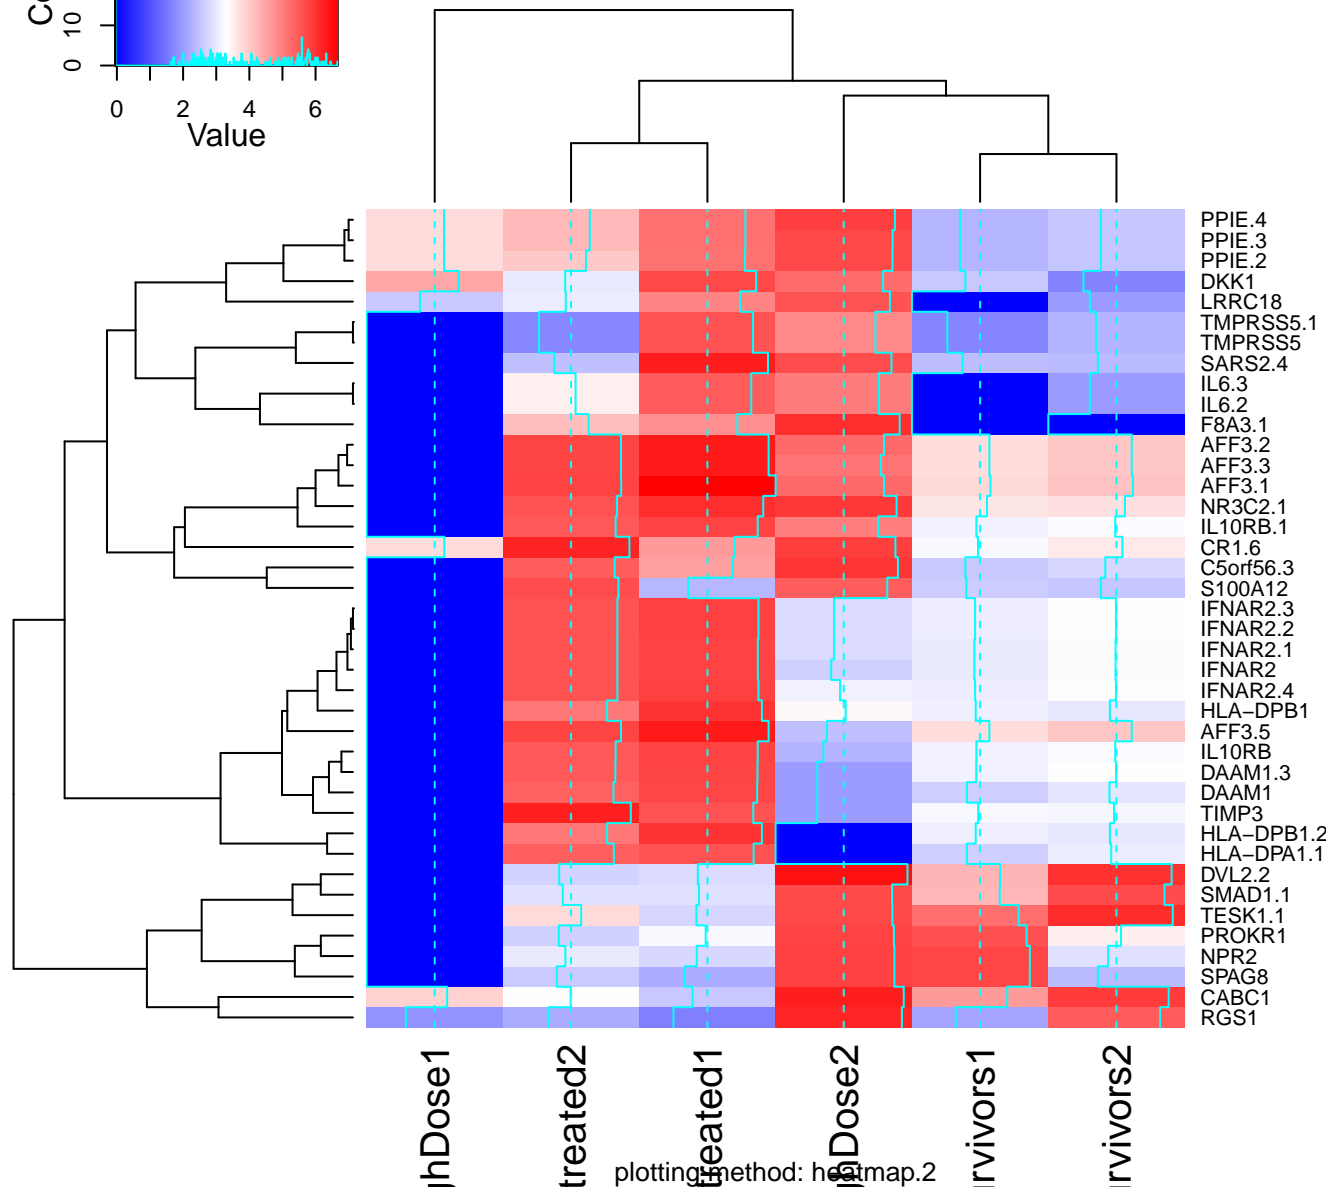 Co
10
0
0 2 4 6
Value
PPIE.4
PPIE.3
PPIE.2
DKK1
LRRC18
TMPRSS5.1
TMPRSS5
SARS2.4
IL6.3
IL6.2
F8A3.1
AFF3.2
AFF3.3
AFF3.1
NR3C2.1
IL10RB.1
CR1.6
C5orf56.3
S100A12
IFNAR2.3
IFNAR2.2
IFNAR2.1
IFNAR2
IFNAR2.4
HLA−DPB1
AFF3.5
IL10RB
DAAM1.3
DAAM1
TIMP3
HLA−DPB1.2
HLA−DPA1.1
DVL2.2
SMAD1.1
TESK1.1
PROKR1
NPR2
SPAG8
CABC1
RGS1
ghDose1
treated2
treated1
ghDose2
rvivors1
rvivors2
plotting method: heatmap.2